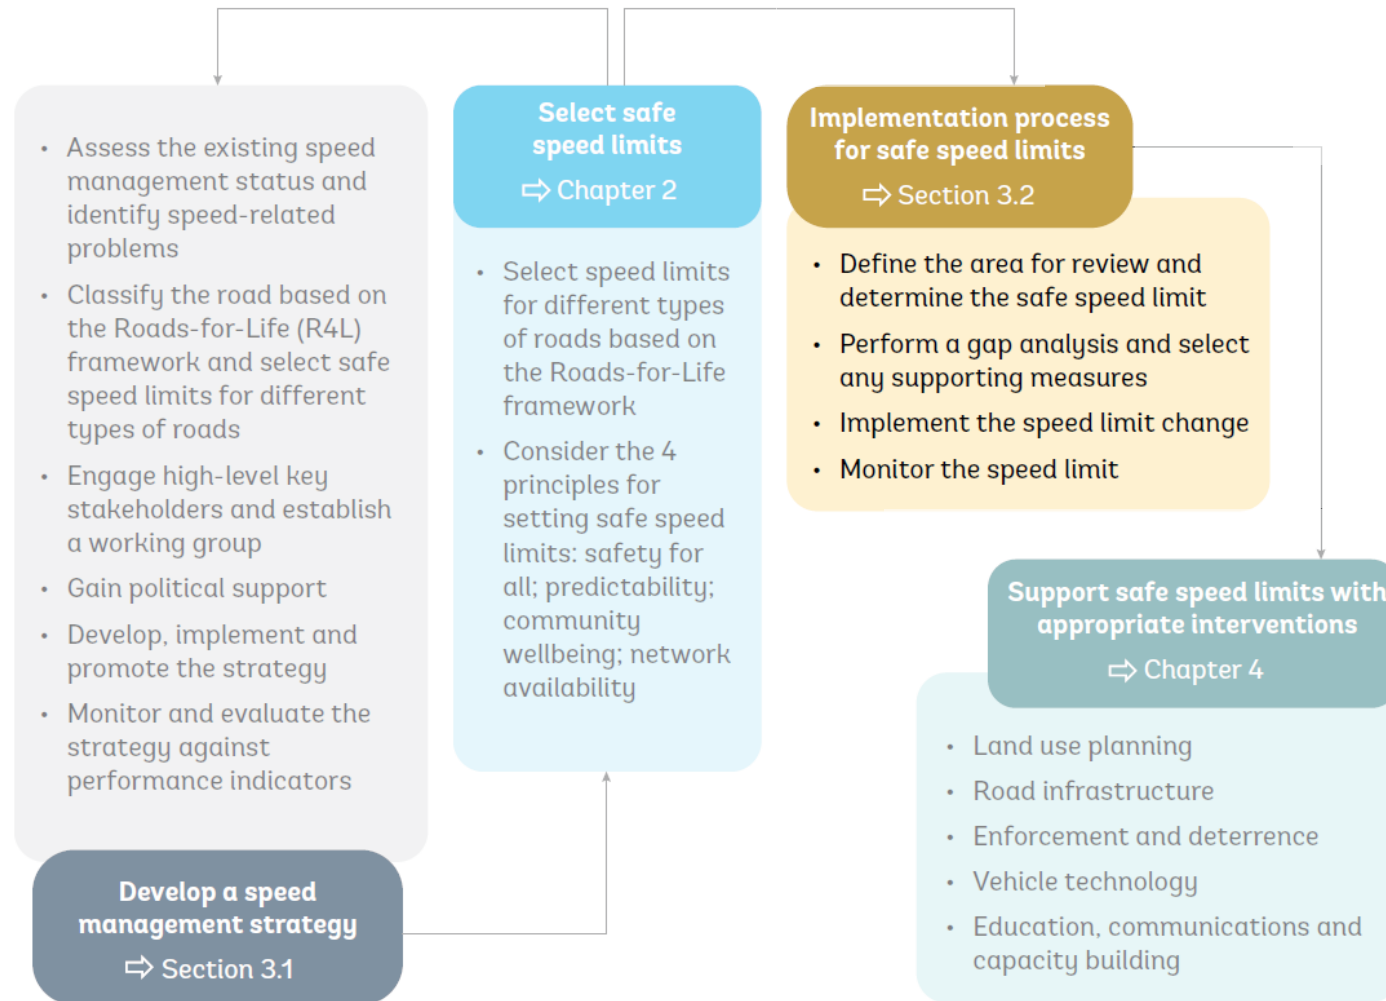 • Assess the existing speed
management status and
identify speed-related
problems
• Classify the road based on
the Roads-for-Life (R4L)
framework and select safe
speed limits for different
types of roads
• Engage high-level key
stakeholders and establish
a working group
• Gain political support
• Develop, implement and
promote the strategy
• Monitor and evaluate the
strategy against
performance indicators
Develop a speed
management strategy
⇨ Section 3.1
Select safe
speed limits
⇨ Chapter 2
• Select speed limits
for different types
of roads based on
the Roads-for-Life
framework
• Consider the 4
principles for
setting safe speed
limits: safety for
all; predictability;
community
wellbeing; network
availability
Implementation process
for safe speed limits
⇨ Section 3.2
• Define the area for review and
determine the safe speed limit
• Perform a gap analysis and select
any supporting measures
• Implement the speed limit change
• Monitor the speed limit
Support safe speed limits with
appropriate interventions
⇨ Chapter 4
• Land use planning
• Road infrastructure
• Enforcement and deterrence
• Vehicle technology
• Education, communications and
capacity building